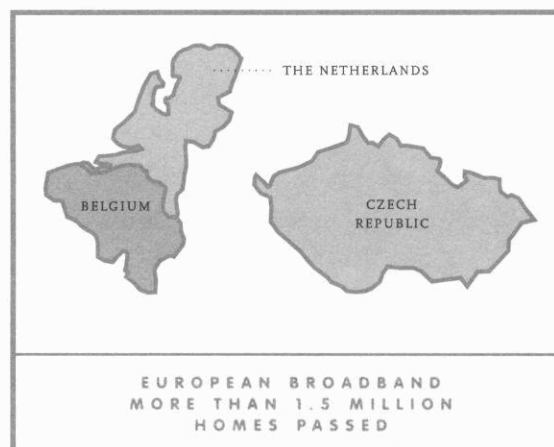 THE NETHERLANDS
BELGIUM
CZECH
REPUBLIC
EUROPEAN BROADBAND
MORE THAN 1.5 MILLION
HOMES PASSED